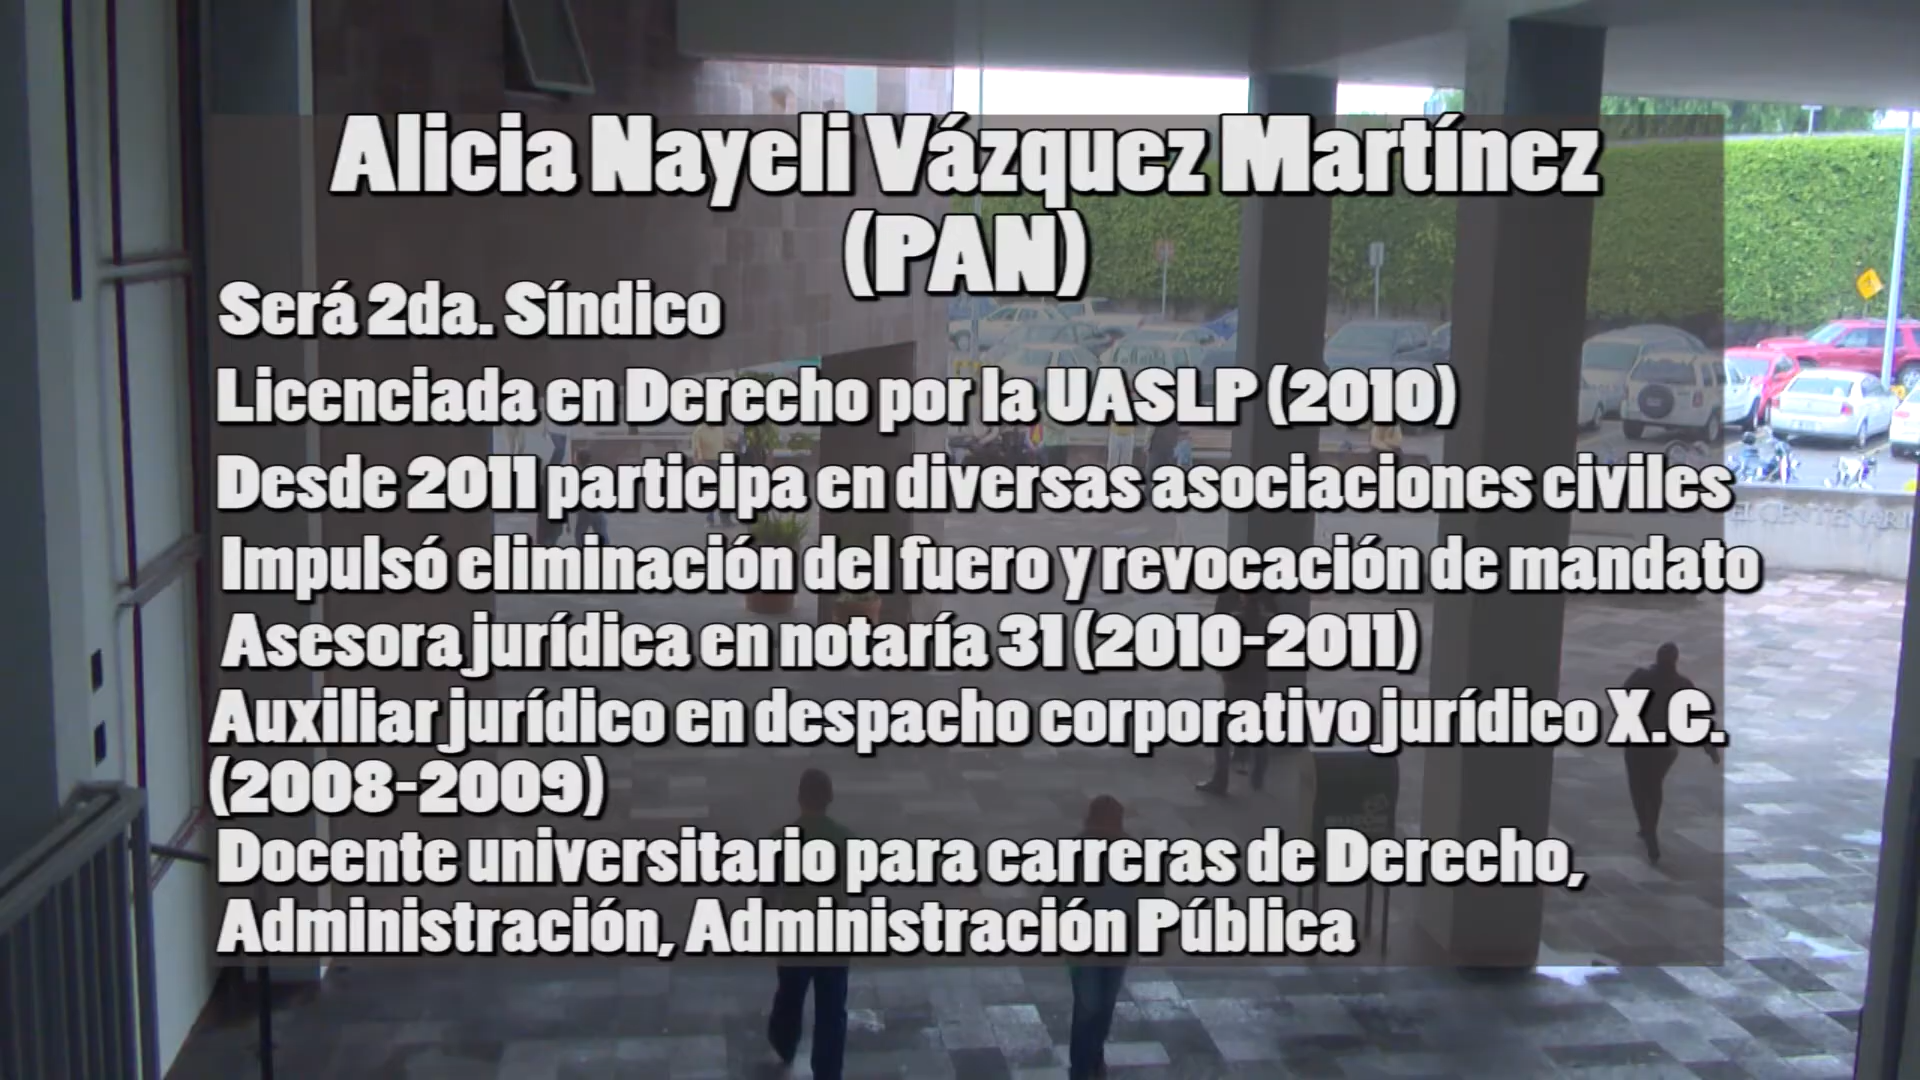 Alicia Nayeli Vázquez Martínez
(PAN)
Será 2da. Síndico
Licenciada en Derecho por la UASLP (2010)
Desde 2011 participa en diversas asociaciones civiles
Impulsó eliminación del fuero y revocación de mandato
Asesora jurídica en notaría 31 (2010-2011)
Auxiliar jurídico en despacho corporativo jurídico X.C.
(2008-2009)
Docente universitario para carreras de Derecho,
Administración, Administración Pública